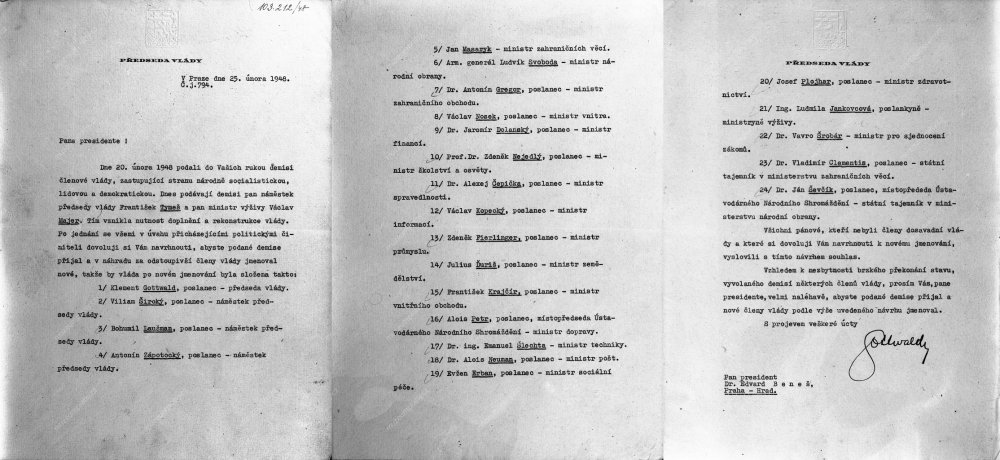 103.212/48
PŘEDSEDA VLÁDY
V Praze dne 25. února 1948.
Č.j.794.
Pane presidente !
Dne 20. února 1948 podali do Vašich rukou demisi
členové vlády, zastupující stranu národně socialistickou,
lidovou a demokratickou. Dnes podávají demisi pan náměstek
předsedy vlády František Tymeš a pan ministr výživy Václav
Majer. Tím vznikla nutnost doplnění a rekonstrukce vlády.
Po jednání se všemi v úvahu přicházejícími politickými či-
niteli dovoluji si Vám navrhnouti, abyste podané demise
přijal a v náhradu za odstoupivší členy vlády jmenoval
nové, takže by vláda po novém jmenování byla složena takto:
1/ Klement Gottwald, poslanec - předseda vlády.
2/ Viliam Široký, poslanec - náměstek před-
sedy vlády.
3/ Bohumil Laušman, poslanec - náměstek před-
sedy vlády.
4/ Antonín Zápotocký, poslanec - náměstek
předsedy vlády.
5/ Jan Masaryk - ministr zahraničních věcí.
6/ Arm. generál Ludvík Svoboda - ministr ná-
rodní obrany.
7/ Dr. Antonín Gregor, poslanec - ministr
zahraničního obchodu.
8/ Václav Nosek, poslanec - ministr vnitra.
9/ Dr. Jaromír Dolanský, poslanec - ministr
financí.
10/ Prof.Dr. Zdeněk Nejedlý, poslanec - mi-
nistr školství a osvěty.
11/ Dr. Alexej Čepička, poslanec - ministr
spravedlnosti.
12/ Václav Kopecký, poslanec - ministr
informací.
13/ Zdeněk Fierlinger, poslanec - ministr
průmyslu.
14/ Julius Ďuriš, poslanec - ministr země-
dělství.
15/ František Krajčír, poslanec - ministr
vnitřního obchodu.
16/ Alois Petr, poslanec, místopředseda Ústa-
vodárného Národního Shromáždění - ministr dopravy.
17/ Dr. ing. Emanuel Šlechta - ministr techniky.
18/ Dr. Alois Neuman, poslanec - ministr pošt.
19/ Evžen Erban, poslanec - ministr sociální
péče.
PŘEDSEDA VLÁDY
20/ Josef Plojhar, poslanec - ministr zdravot-
nictví.
21/ Ing. Ludmila Jankovcová, poslankyně -
ministryně výživy.
22/ Dr. Vavro Šrobár - ministr pro sjednocení
zákonů.
23/ Dr. Vladimír Clementis, poslanec - státní
tajemník v ministerstvu zahraničních věcí.
24/ Dr. Ján Ševčík, poslanec, místopředseda Ústa-
vodárného Národního Shromáždění - státní tajemník v mini-
sterstvu národní obrany.
Všichni pánové, kteří nebyli členy dosavadní vlá-
dy a které si dovoluji Vám navrhnouti k novému jmenování,
vyslovili s tímto návrhem souhlas.
Vzhledem k nezbytnosti brzkého překonání stavu,
vyvolaného demisí některých členů vlády, prosím Vás,pane
presidente, velmi naléhavě, abyste podané demise přijal a
nové členy vlády podle výše uvedeného návrhu jmenoval.
S projevem veškeré úcty
Gottwald
Pan president
Dr. Edvard B e n e š,
Praha - Hrad.